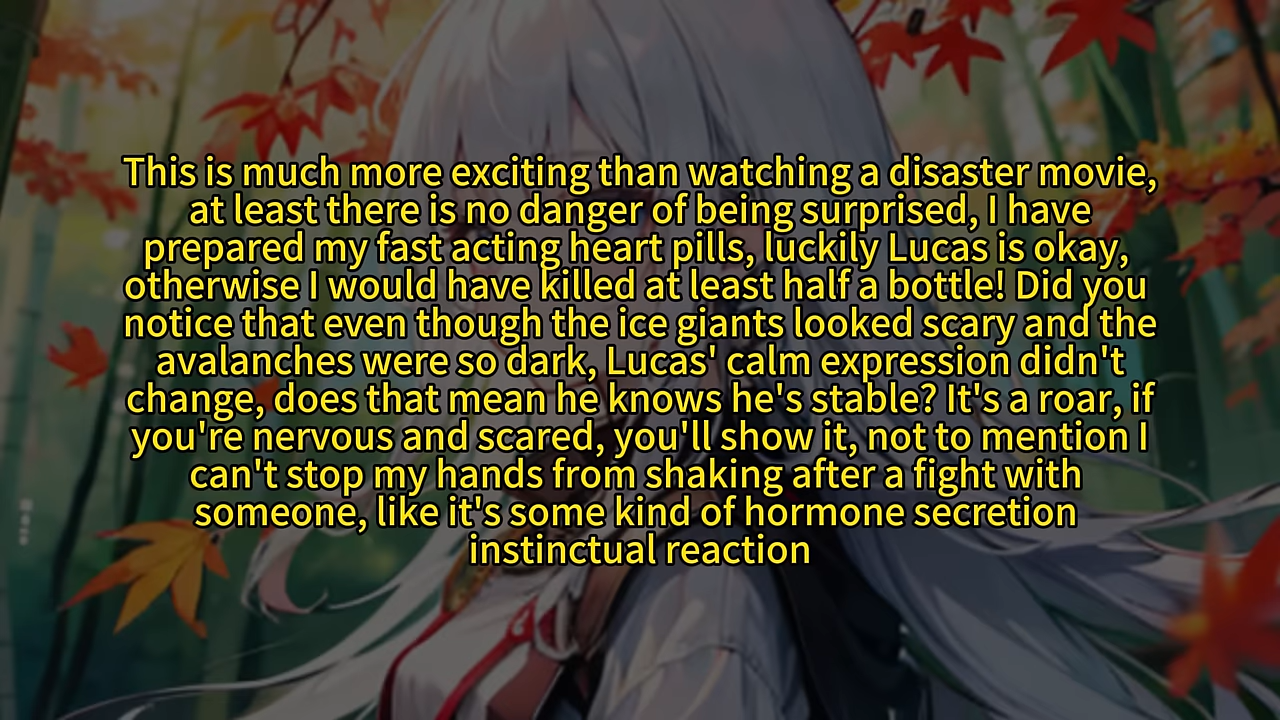 This is much more exciting than watching a disaster movie,
at least there is no danger of being surprised, I have
prepared my fast acting heart pills, luckily Lucas is okay,
otherwise I would have killed at least half a bottle! Did you
notice that even though the ice giants looked scary and the
avalanches were so dark, Lucas' calm expression didn't
change, does that mean he knows he's stable? It's a roar, if
you're nervous and scared, you'll show it, not to mention I
can't stop my hands from shaking after a fight with
someone, like it's some kind of hormone secretion
instinctual reaction